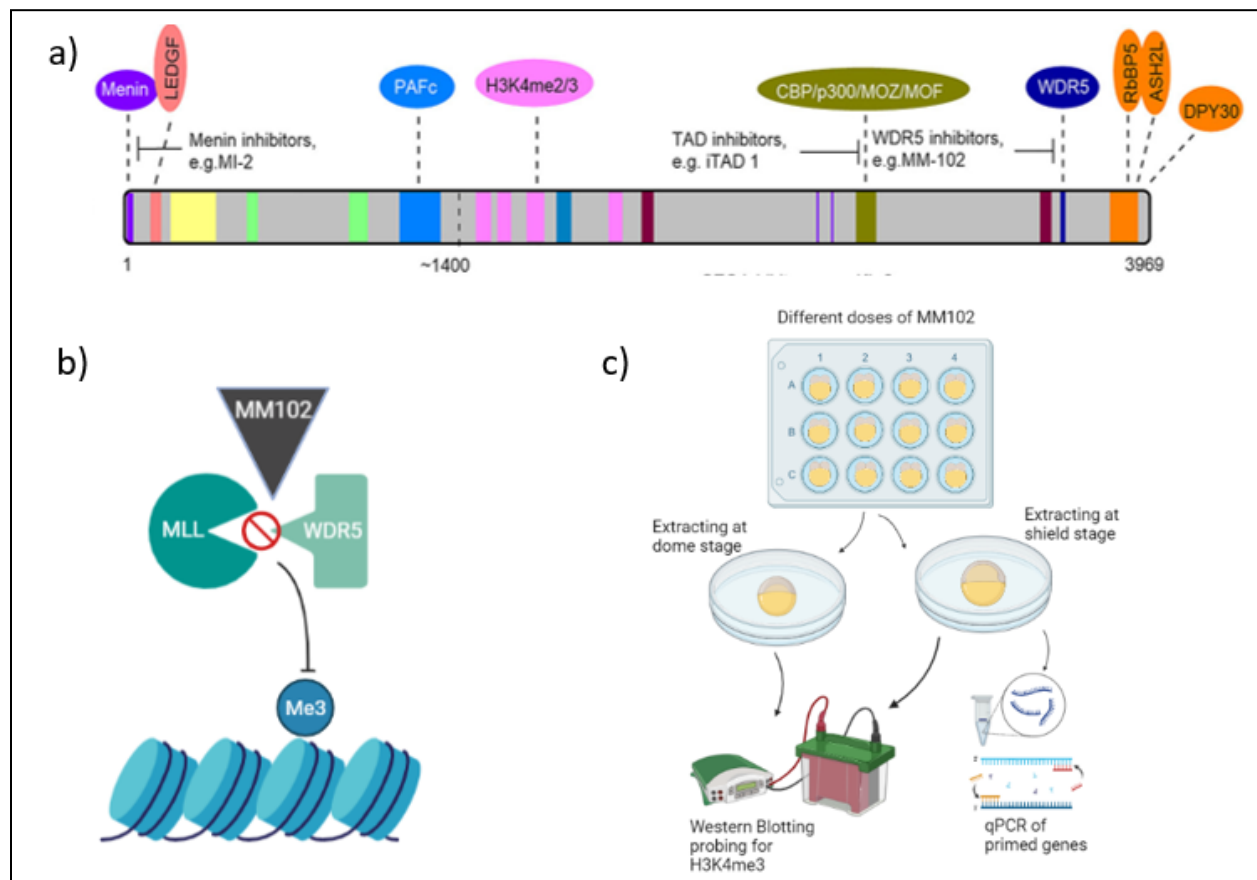 a)
Menin
LEDGF
PAFc
H3K4me2/3
CBP/p300/MOZ/MOF
WDR5
RbBP5
ASH2L
DPY30
Menin inhibitors,
e.g.MI-2
TAD inhibitors,
e.g. iTAD 1
WDR5 inhibitors,
e.g.MM-102
1
~1400
3969
b)
MM102
MLL
WDR5
Me3
c)
Different doses of MM102
1 2 3 4
A
B
C
Extracting at
dome stage
Extracting at
shield stage
Western Blotting
probing for
H3K4me3
qPCR of
primed genes